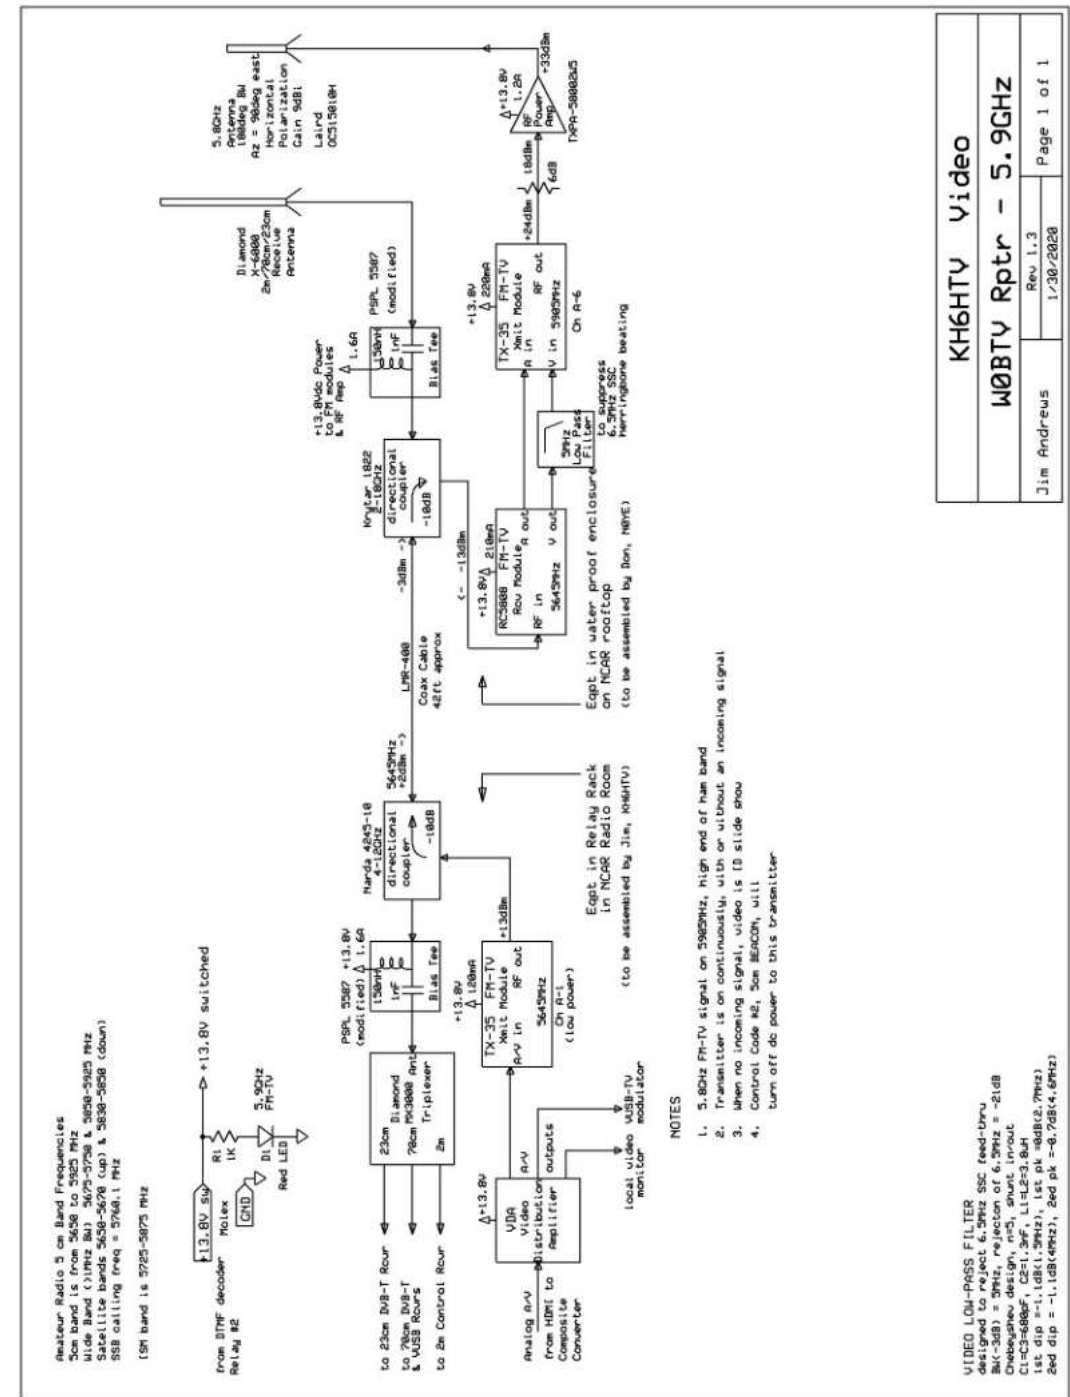 Amateur Radio 5 cm Band Frequencies
5cm band is from 5650 to 5925 MHz
Wide Band (>1MHz BW) 5675-5750 & 5850-5925 MHz
Satellite bands 5650-5670 (up) & 5830-5850 (down)
SSB calling freq = 5760.1 MHz
ISM band is 5725-5875 MHz
from DTMF decoder
Relay #2
+13.8V sw
Molex
GND
+13.8V switched
R1
1K
D1
Red LED
5.9GHz
FM-TV
5.8GHz
Antenna
180deg BW
Az = 90deg east
Horizontal
Polarization
Gain 9dBi
Laird
OC515010H
Diamond
X-6000
2m/70cm/23cm
Receive
Antenna
to 23cm DVB-T Rcvr
to 70cm DVB-T
& VUSB Rcvrs
to 2m Control Rcvr
23cm
Diamond
70cm MX3000 Ant
Triplexer
2m
PSPL 5587
(modified)
+13.8V
1.6A
150nH
1nF
Bias Tee
Narda 4245-10
4-12GHz
directional
coupler
-10dB
5645MHz
+2dBm ->
LMR-400
Coax Cable
42ft approx
-3dBm ->
<- -13dBm
Krytar 1822
2-18GHz
directional
coupler
-10dB
+13.8Vdc Power
to FM modules
& RF Amp
1.6A
150nH
1nF
Bias Tee
PSPL 5587
(modified)
Analog A/V
from HDMI to
Composite
Converter
+13.8V
VDA
Video
Distribution
Amplifier
A/V
outputs
local video
monitor
VUSB-TV
modulator
+13.8V
120mA
TX-35 FM-TV
Xmit Module
A/V in RF out
5645MHz
Ch A-1
(low power)
+13dBm
Eqpt in Relay Rack
in NCAR Radio Room
(to be assembled by Jim, KH6HTV)
Eqpt in water proof enclosure
on NCAR rooftop
(to be assembled by Don, N0YE)
+13.8V
210mA
RC5808 FM-TV
Rcv Module
A out
RF in
5645MHz V out
5MHz
Low Pass
Filter
to suppress
6.5MHz SSC
herringbone beating
+13.8V
220mA
TX-35 FM-TV
Xmit Module
A in RF out
V in 5905MHz
Ch A-6
+24dBm
6dB
18dBm
+13.8V
1.2A
RF
Power
Amp
TXPA-58002W5
+33dBm
NOTES
1. 5.8GHz FM-TV signal on 5905MHz, high end of ham band
2. Transmitter is on continuously, with or without an incoming signal
3. When no incoming signal, video is ID slide show
4. Control Code #2, 5cm BEACON, will
turn off dc power to this transmitter
VIDEO LOW-PASS FILTER
designed to reject 6.5MHz SSC feed-thru
BW(-3dB) = 5MHz, rejecton of 6.5MHz = -21dB
Chebeyshev design, n=5, shunt in/out
C1=C3=680pF, C2=1.3nF, L1=L2=3.8uH
1st dip =-1.1dB(1.5MHz), 1st pk =0dB(2.7MHz)
2ed dip = -1.1dB(4MHz), 2ed pk =-0.7dB(4.6MHz)
KH6HTV Video
W0BTV Rptr - 5.9GHz
Jim Andrews
Rev 1.3
1/30/2020
Page 1 of 1